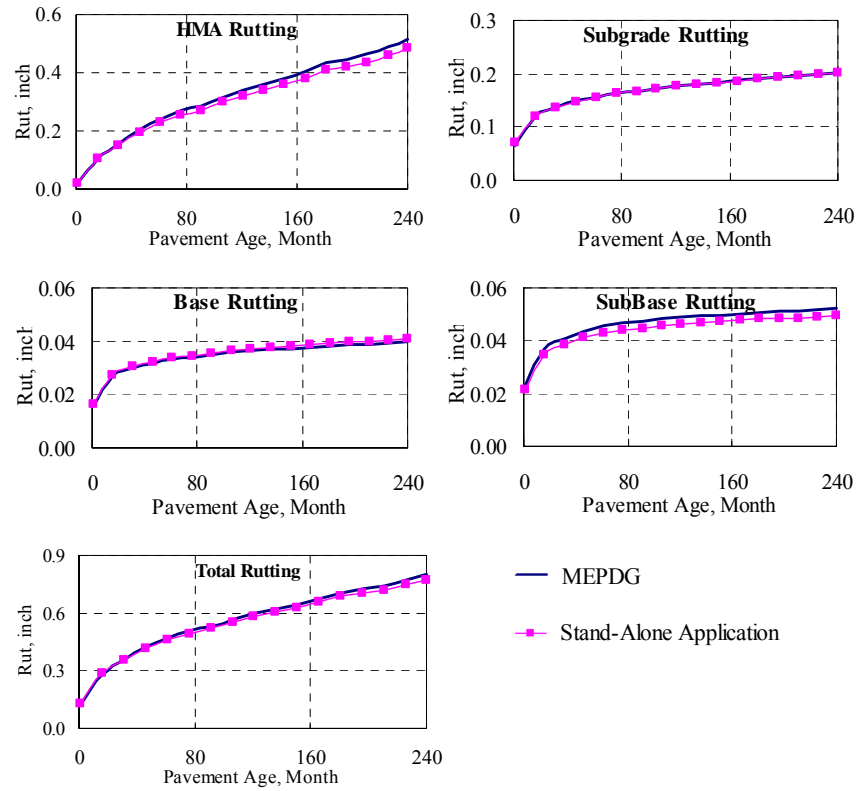 HMA Rutting
0.6
0.4
0.2
0.0
Rut, inch
0 80 160 240
Pavement Age, Month
Subgrade Rutting
0.3
0.2
0.1
0.0
Rut, inch
0 80 160 240
Pavement Age, Month
Base Rutting
0.06
0.04
0.02
0.00
Rut, inch
0 80 160 240
Pavement Age, Month
SubBase Rutting
0.06
0.04
0.02
0.00
Rut, inch
0 80 160 240
Pavement Age, Month
Total Rutting
0.9
0.6
0.3
0.0
Rut, inch
0 80 160 240
Pavement Age, Month
MEPDG
Stand-Alone Application